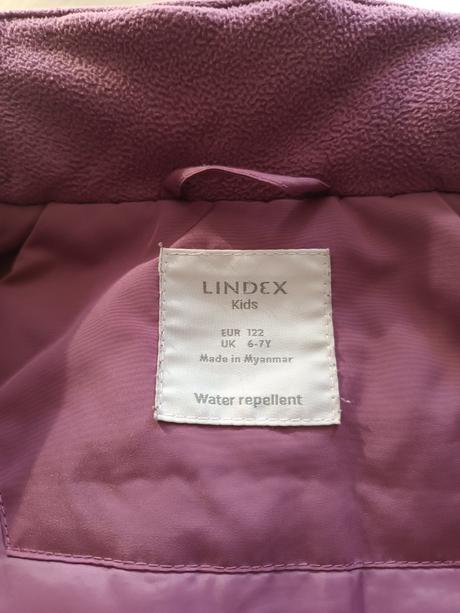 LINDEX
Kids
EUR 122
UK 6-7Y
Made in Myanmar
Water repellent